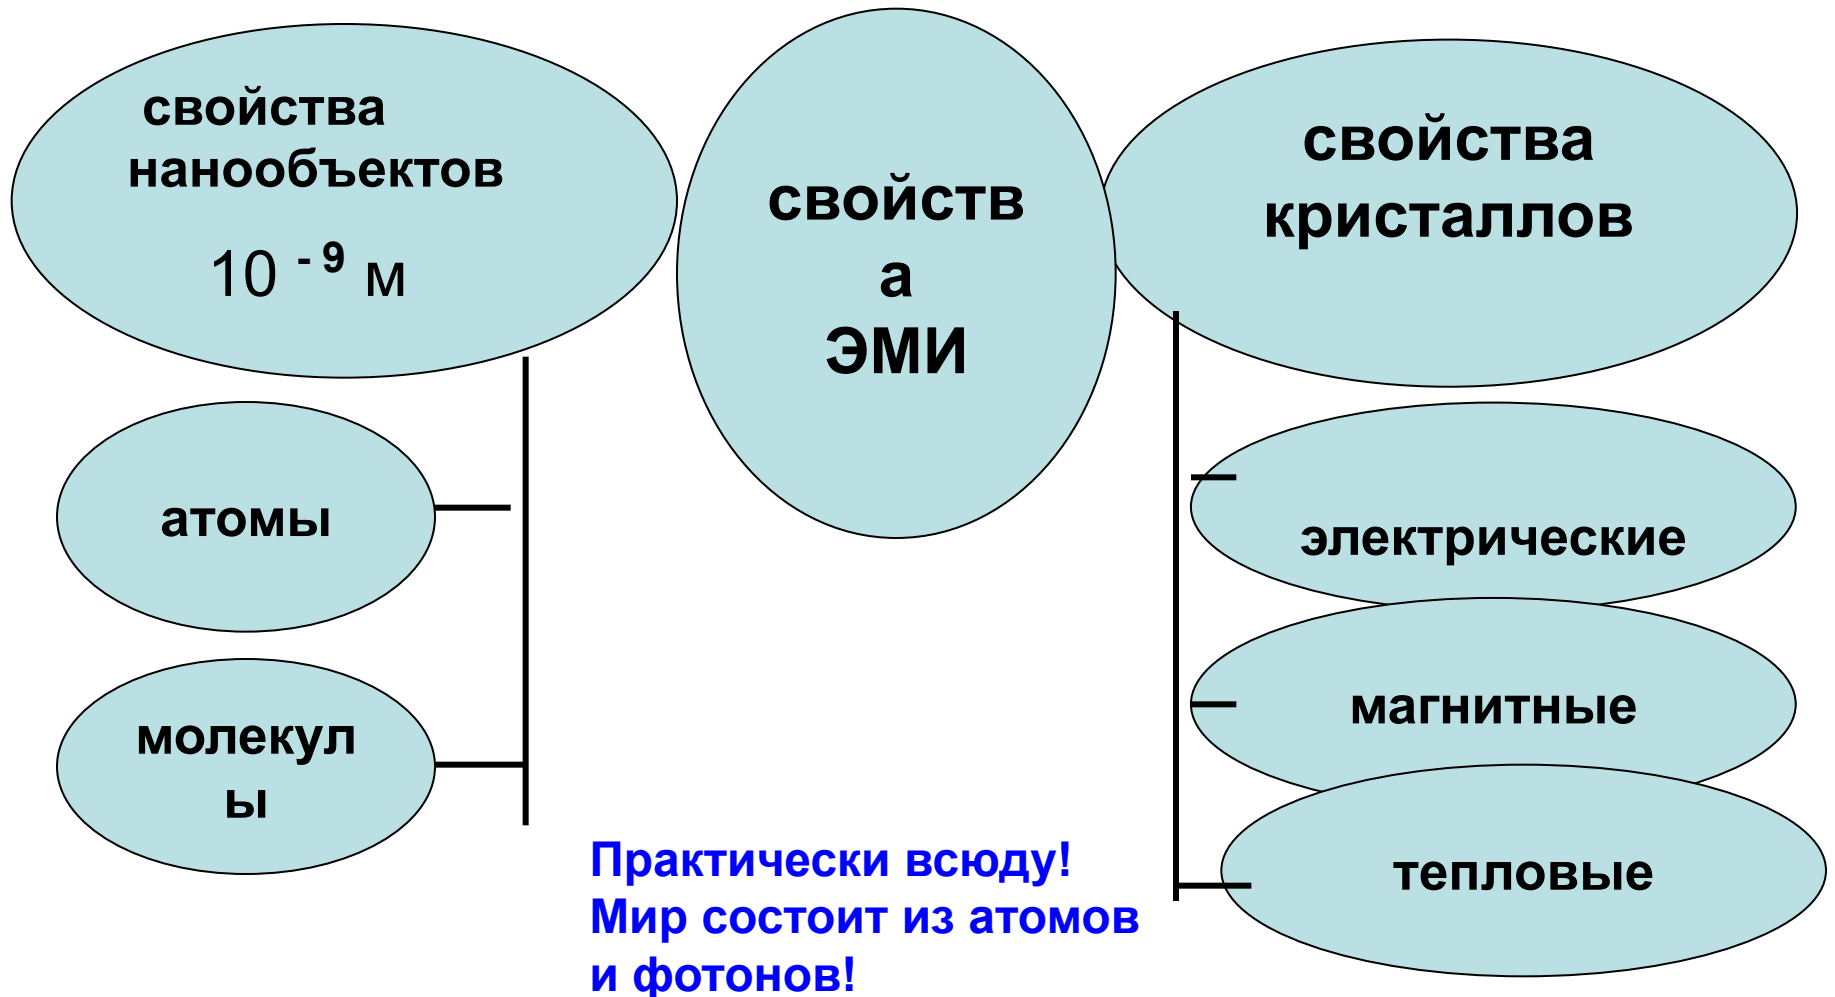 свойства
нанообъектов
10 - 9 м
свойств
а
ЭМИ
свойства
кристаллов
атомы
молекул
ы
электрические
магнитные
тепловые
Практически всюду!
Мир состоит из атомов
и фотонов!